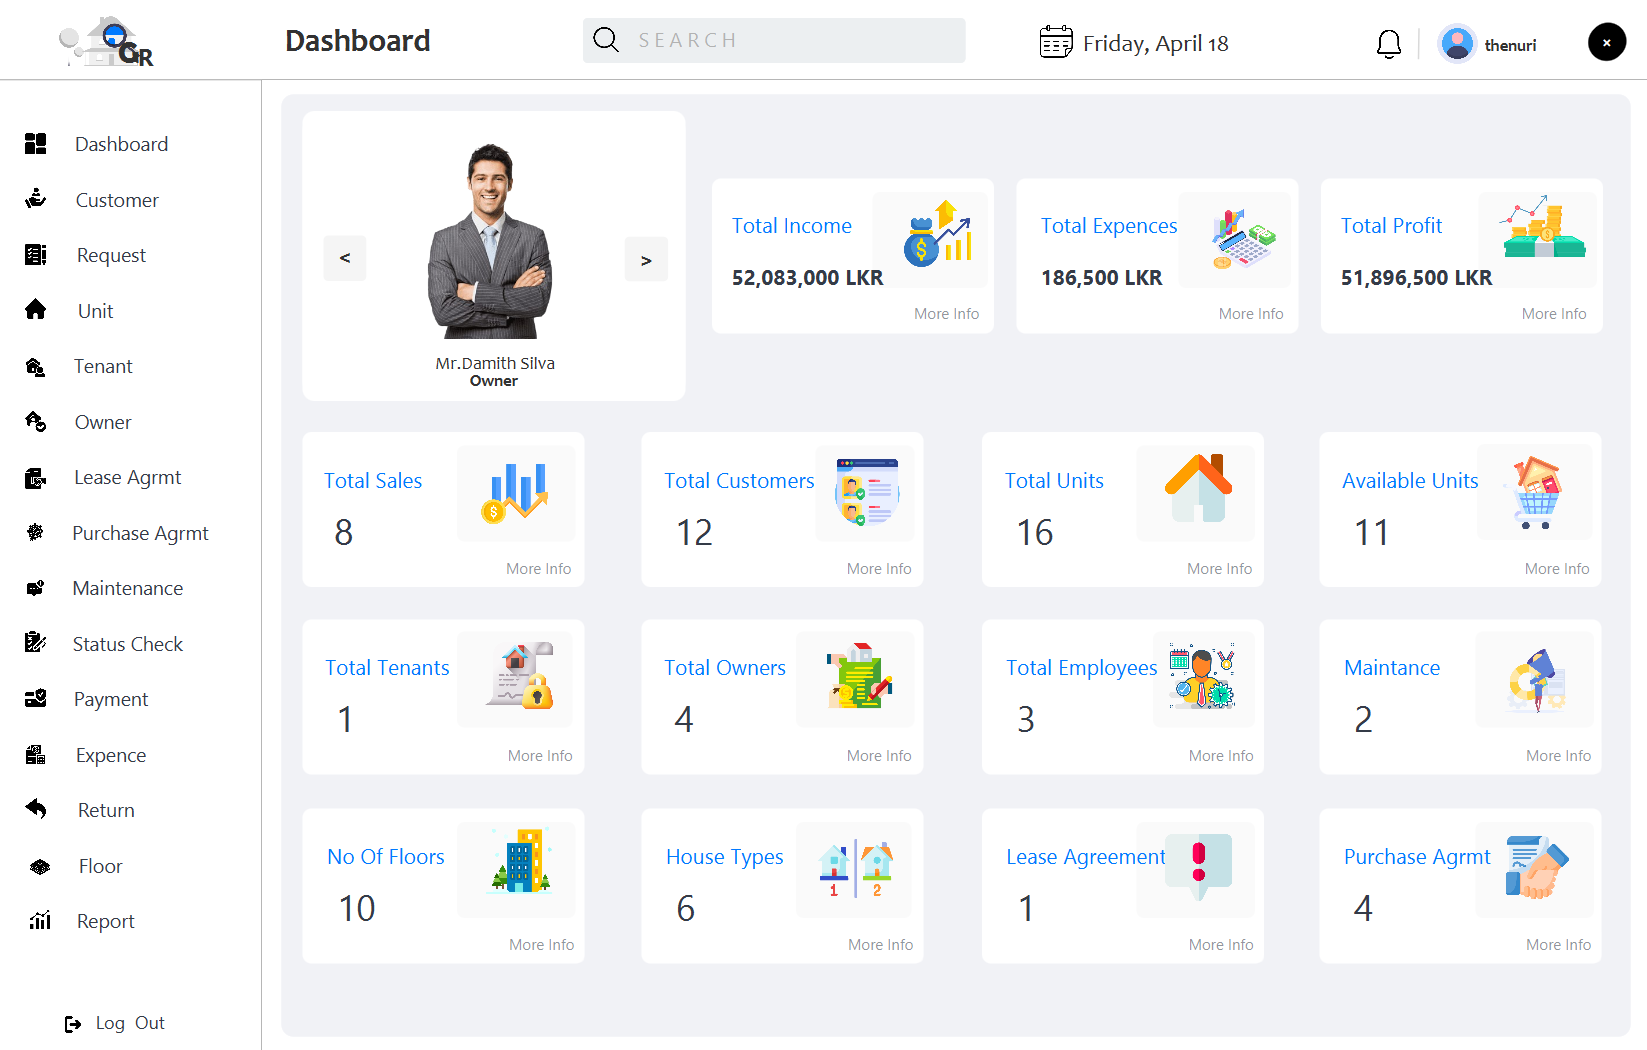 GR
Dashboard
SEARCH
Friday, April 18
thenuri
×
Dashboard
Customer
Request
Unit
Tenant
Owner
Lease Agrmt
Purchase Agrmt
Maintenance
Status Check
Payment
Expence
Return
Floor
Report
Log Out
<
>
Mr.Damith Silva
Owner
Total Income
52,083,000 LKR
More Info
Total Expences
186,500 LKR
More Info
Total Profit
51,896,500 LKR
More Info
Total Sales
8
More Info
Total Customers
12
More Info
Total Units
16
More Info
Available Units
11
More Info
Total Tenants
1
More Info
Total Owners
4
More Info
Total Employees
3
More Info
Maintance
2
More Info
No Of Floors
10
More Info
House Types
6
1 2
More Info
Lease Agreement
1
More Info
Purchase Agrmt
4
More Info